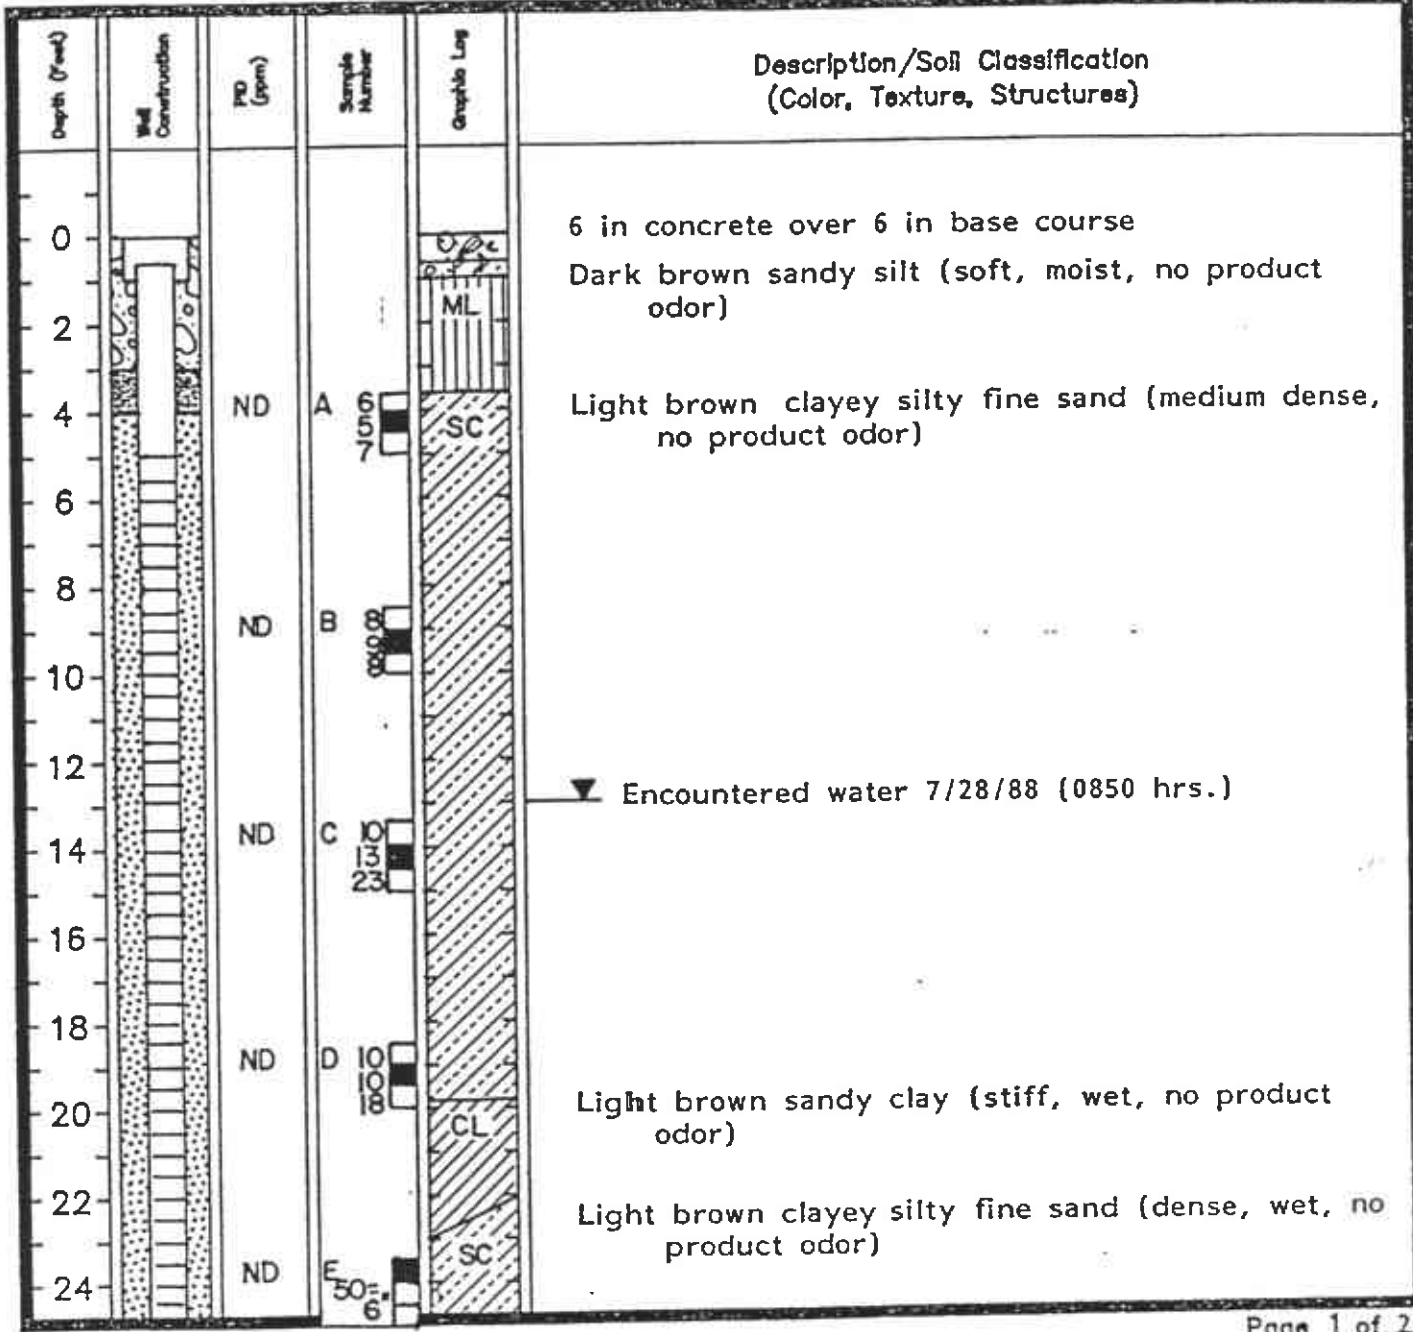 Depth (Feet)
Well Construction
PID (ppm)
Sample Number
Graphic Log
Description/Soil Classification
(Color, Texture, Structures)
0
6 in concrete over 6 in base course
Dark brown sandy silt (soft, moist, no product
odor)
ML
2
4
ND
A
6
5
7
SC
Light brown clayey silty fine sand (medium dense,
no product odor)
6
8
ND
B
8
8
10
12
Encountered water 7/28/88 (0850 hrs.)
ND
C
10
13
23
14
16
18
ND
D
10
10
18
20
CL
Light brown sandy clay (stiff, wet, no product
odor)
22
Light brown clayey silty fine sand (dense, wet, no
product odor)
SC
ND
E
50=
6"
24
Page 1 of 2